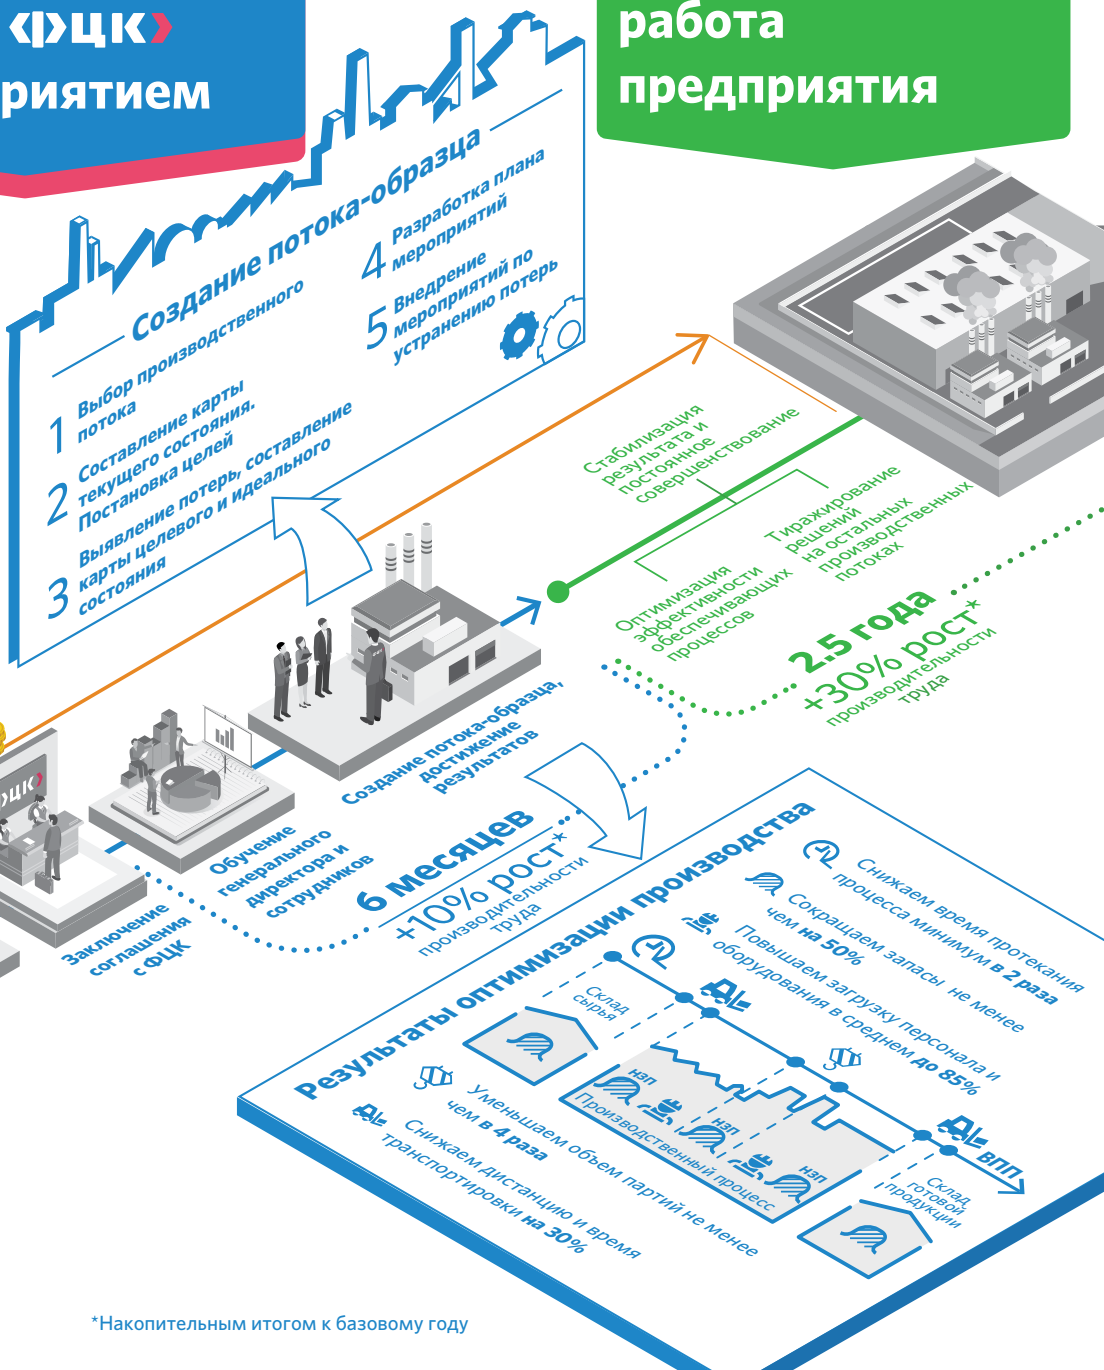 ФЦК
риятием
работа
предприятия
Создание потока-образца
1 Выбор производственного
потока
2 Составление карты
текущего состояния.
Постановка целей
3 Выявление потерь, составление
карты целевого и идеального
состояния
4 Разработка плана
мероприятий
5 Внедрение
мероприятий по
устранению потерь
Стабилизация
результата и
постоянное
совершенствование
Тиражирование
решений
на остальных
производственных
потоках
Оптимизация
эффективности
обеспечивающих
процессов
2.5 года
+30% рост*
производительности
труда
ЦК
Заключение
соглашения
с ФЦК
Обучение
генерального
директора и
сотрудников
Создание потока-образца,
достижение
результатов
6 месяцев
+10% рост*
производительности
труда
Результаты оптимизации производства
Снижаем время протекания
процесса минимум в 2 раза
Сокращаем запасы не менее
чем на 50%
Повышаем загрузку персонала и
оборудования в среднем до 85%
Склад
сырья
НЗП
НЗП
НЗП
Производственный процесс
ВПП
Склад
готовой
продукции
Уменьшаем объем партий не менее
чем в 4 раза
Снижаем дистанцию и время
транспортировки на 30%
*Накопительным итогом к базовому году